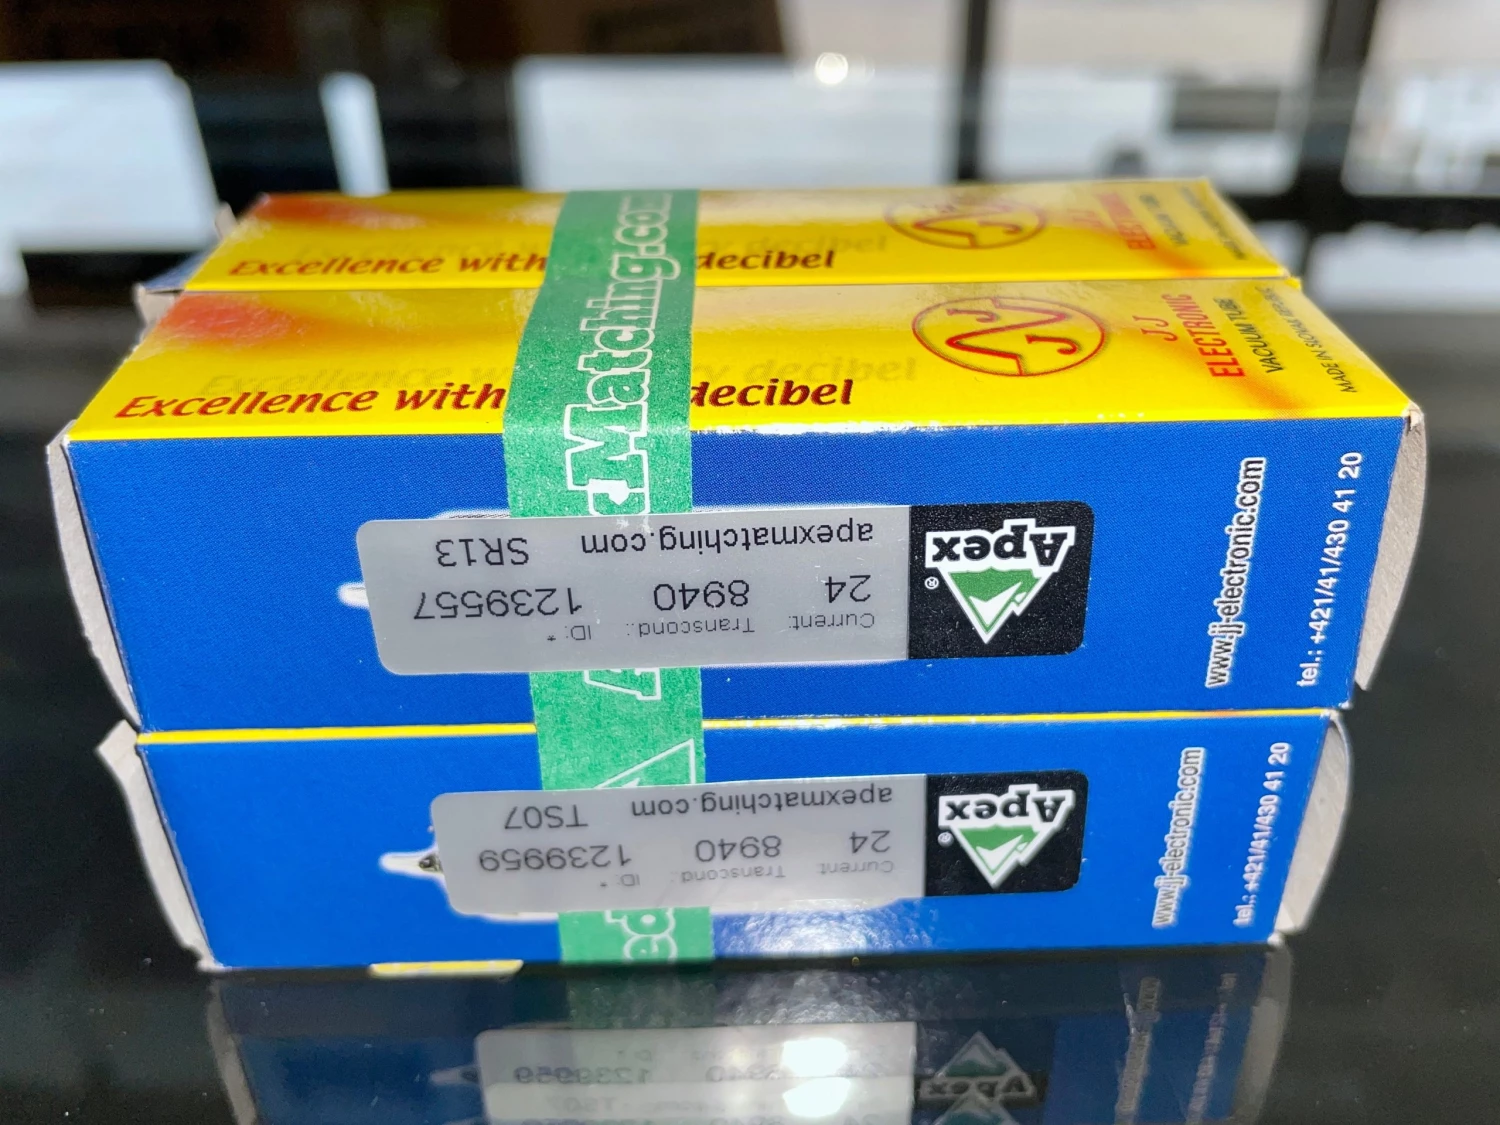 Excellence with
decibel
ELECTRONIC
VACUUM TUBE
Excellence with
decibel
JJ
ELECTRONIC
VACUUM TUBE
Matching.com
Apex®
Current: Transcond.: ID:*
24 8940 1239557
apexmatching.com SR13
www.jj-electronic.com
tel.: +421/41/430 41 20
Apex®
Current: Transcond.: ID:*
24 8940 1239959
apexmatching.com TS07
www.jj-electronic.com
tel.: +421/41/430 41 20